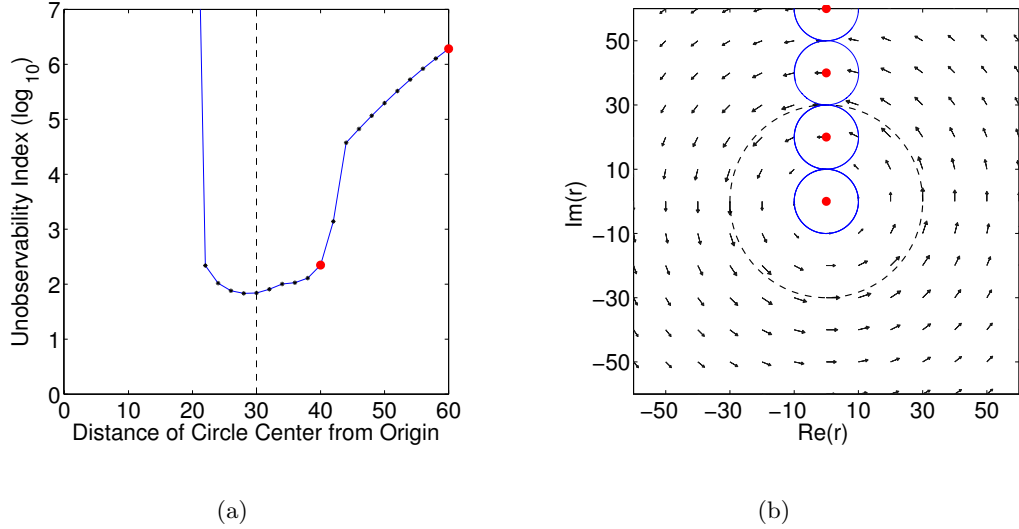 7
6
5
4
3
2
1
0
Unobservability Index (log10)
0 10 20 30 40 50 60
Distance of Circle Center from Origin
(a)
50
30
10
−10
−30
−50
Im(r)
−50 −30 −10 10 30 50
Re(r)
(b)